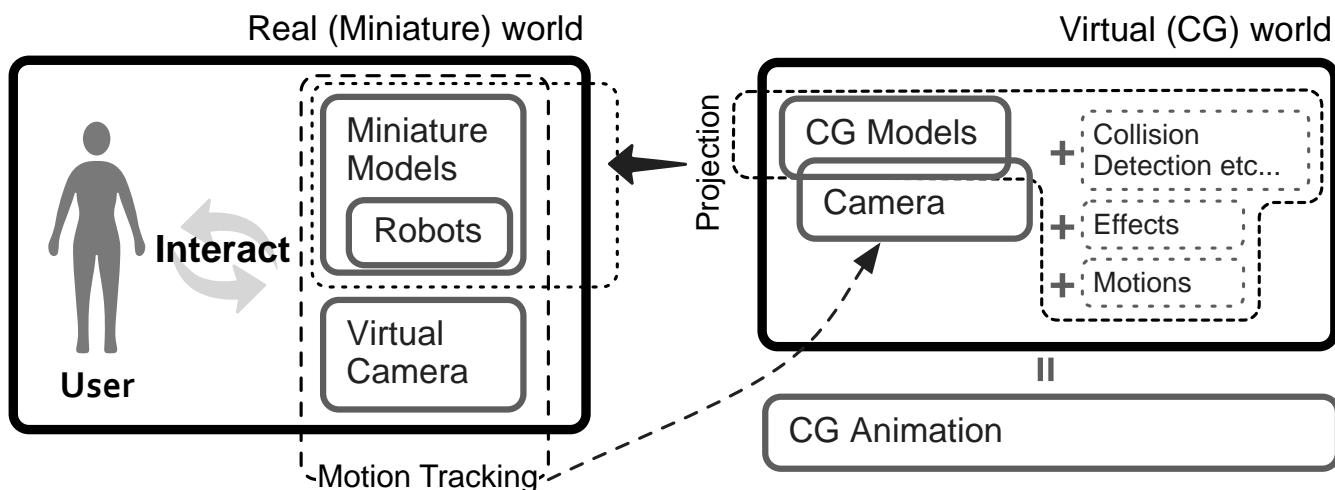 Real (Miniature) world
Miniature
Models
Robots
Interact
Virtual
Camera
User
Motion Tracking
Projection
Virtual (CG) world
CG Models
Camera
+ Collision
Detection etc...
+ Effects
+ Motions
=
CG Animation